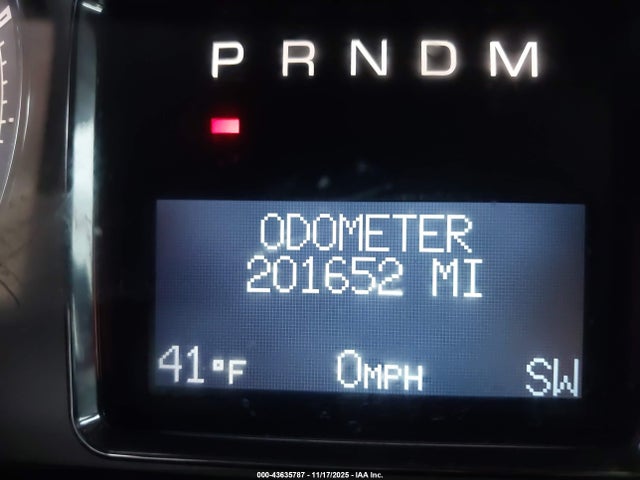 P R N D M
ODOMETER
201652 MI
41°F 0MPH SW
000-43635787 - 11/17/2025 - IAA Inc.